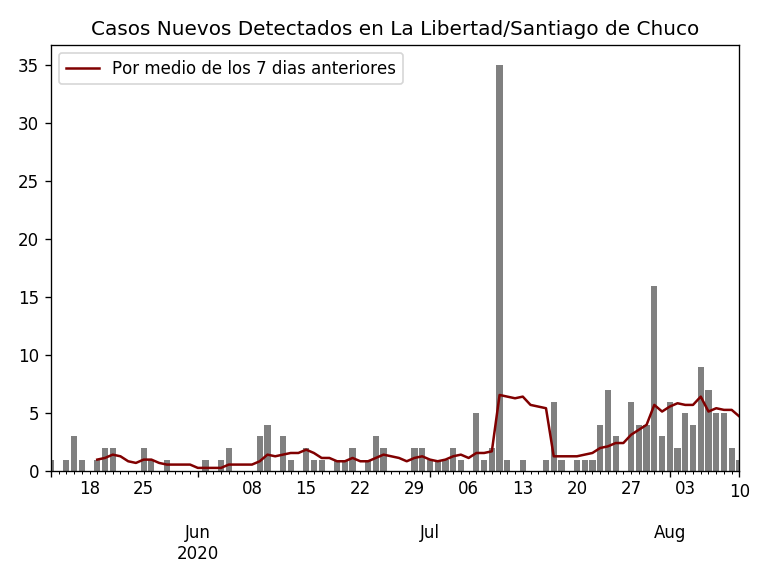 Casos Nuevos Detectados en La Libertad/Santiago de Chuco
Por medio de los 7 dias anteriores
35
30
25
20
15
10
5
0
18 25 08 15 22 29 06 13 20 27 03 10
Jun Jul Aug
2020